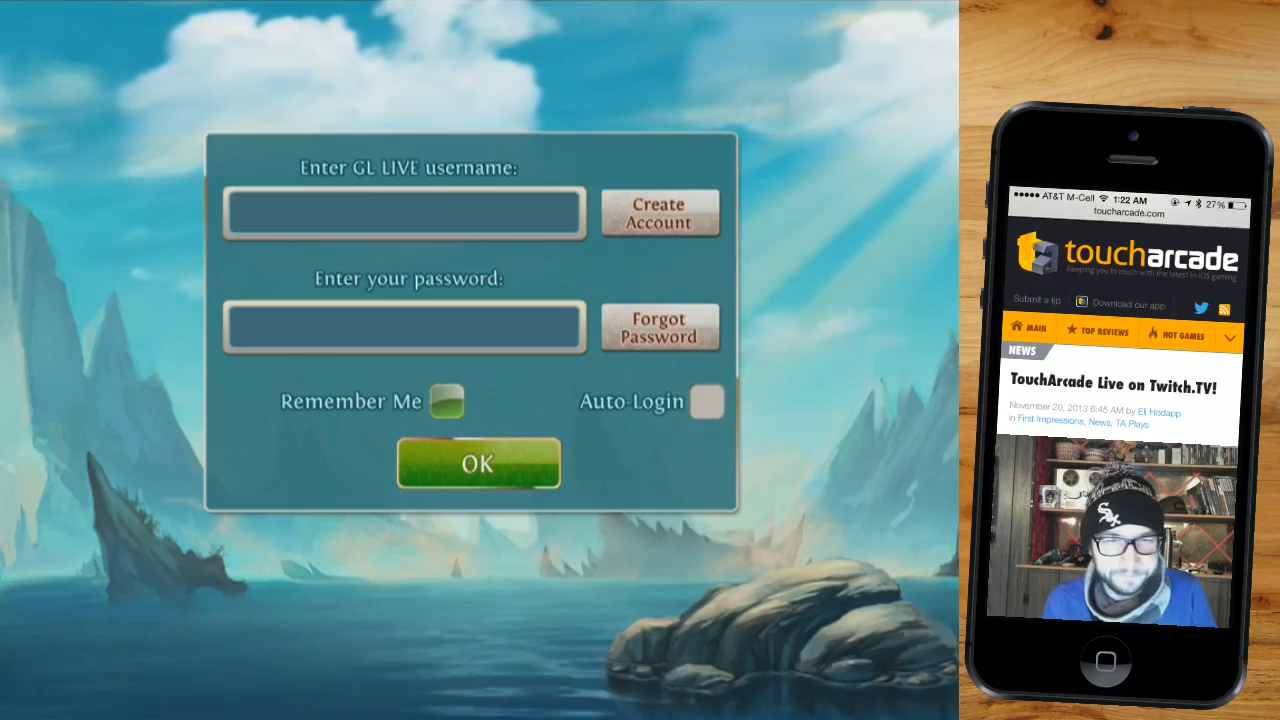 Enter GL LIVE username:
Create
Account
Enter your password:
Forgot
Password
Remember Me
Auto-Login
OK
AT&T M-Cell 1:22 AM 27%
toucharcade.com
toucharcade
Keeping you in touch with the latest in iOS gaming
Submit a tip
Download our app
MAIN
TOP REVIEWS
HOT GAMES
NEWS
TouchArcade Live on Twitch.TV!
November 20, 2013 6:45 AM by Eli Hodapp
in First Impressions, News, TA Plays
Sox